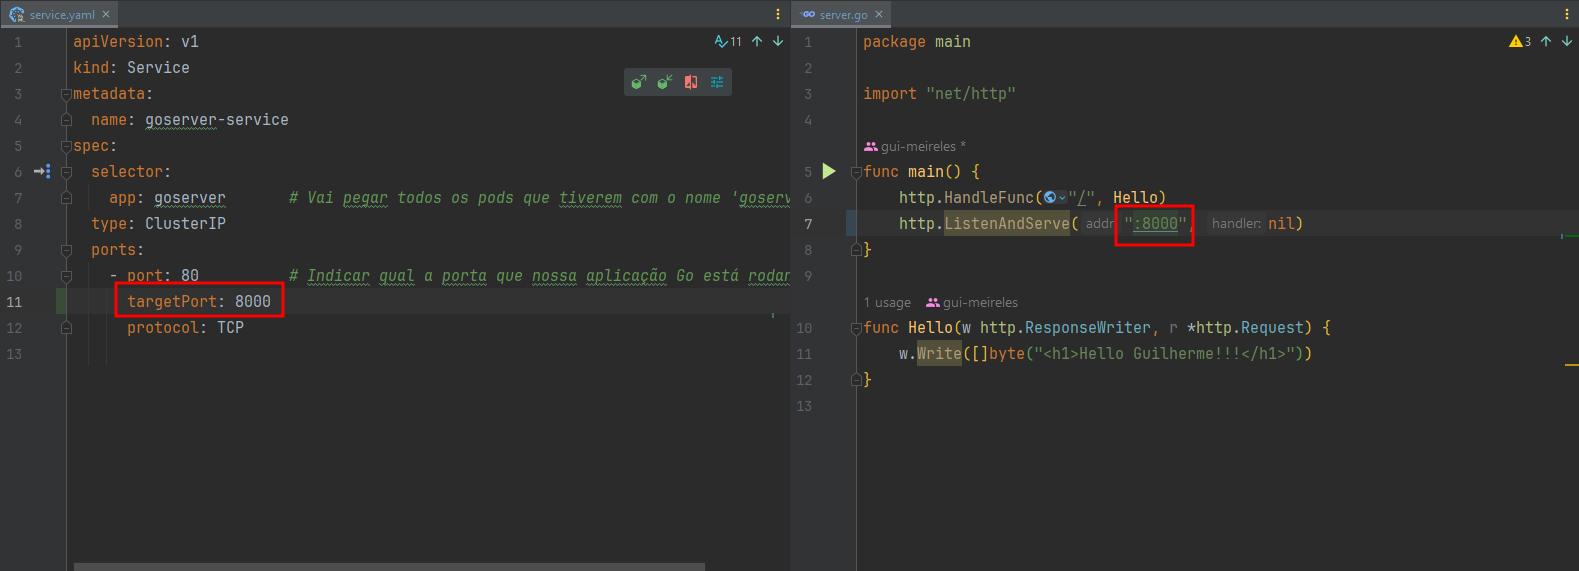 service.yaml
11
1 apiVersion: v1
2 kind: Service
3 metadata:
4 name: goserver-service
5 spec:
6 selector:
7 app: goserver # Vai pegar todos os pods que tiverem com o nome 'goserv
8 type: ClusterIP
9 ports:
10 - port: 80 # Indicar qual a porta que nossa aplicação Go está rodar
11 targetPort: 8000
12 protocol: TCP
13
server.go
3
1 package main
2
3 import "net/http"
4
gui-meireles *
5 func main() {
6 http.HandleFunc("/", Hello)
7 http.ListenAndServe( addr: ":8000", handler: nil)
8 }
9
1 usage gui-meireles
10 func Hello(w http.ResponseWriter, r *http.Request) {
11 w.Write([]byte("<h1>Hello Guilherme!!!</h1>"))
12 }
13